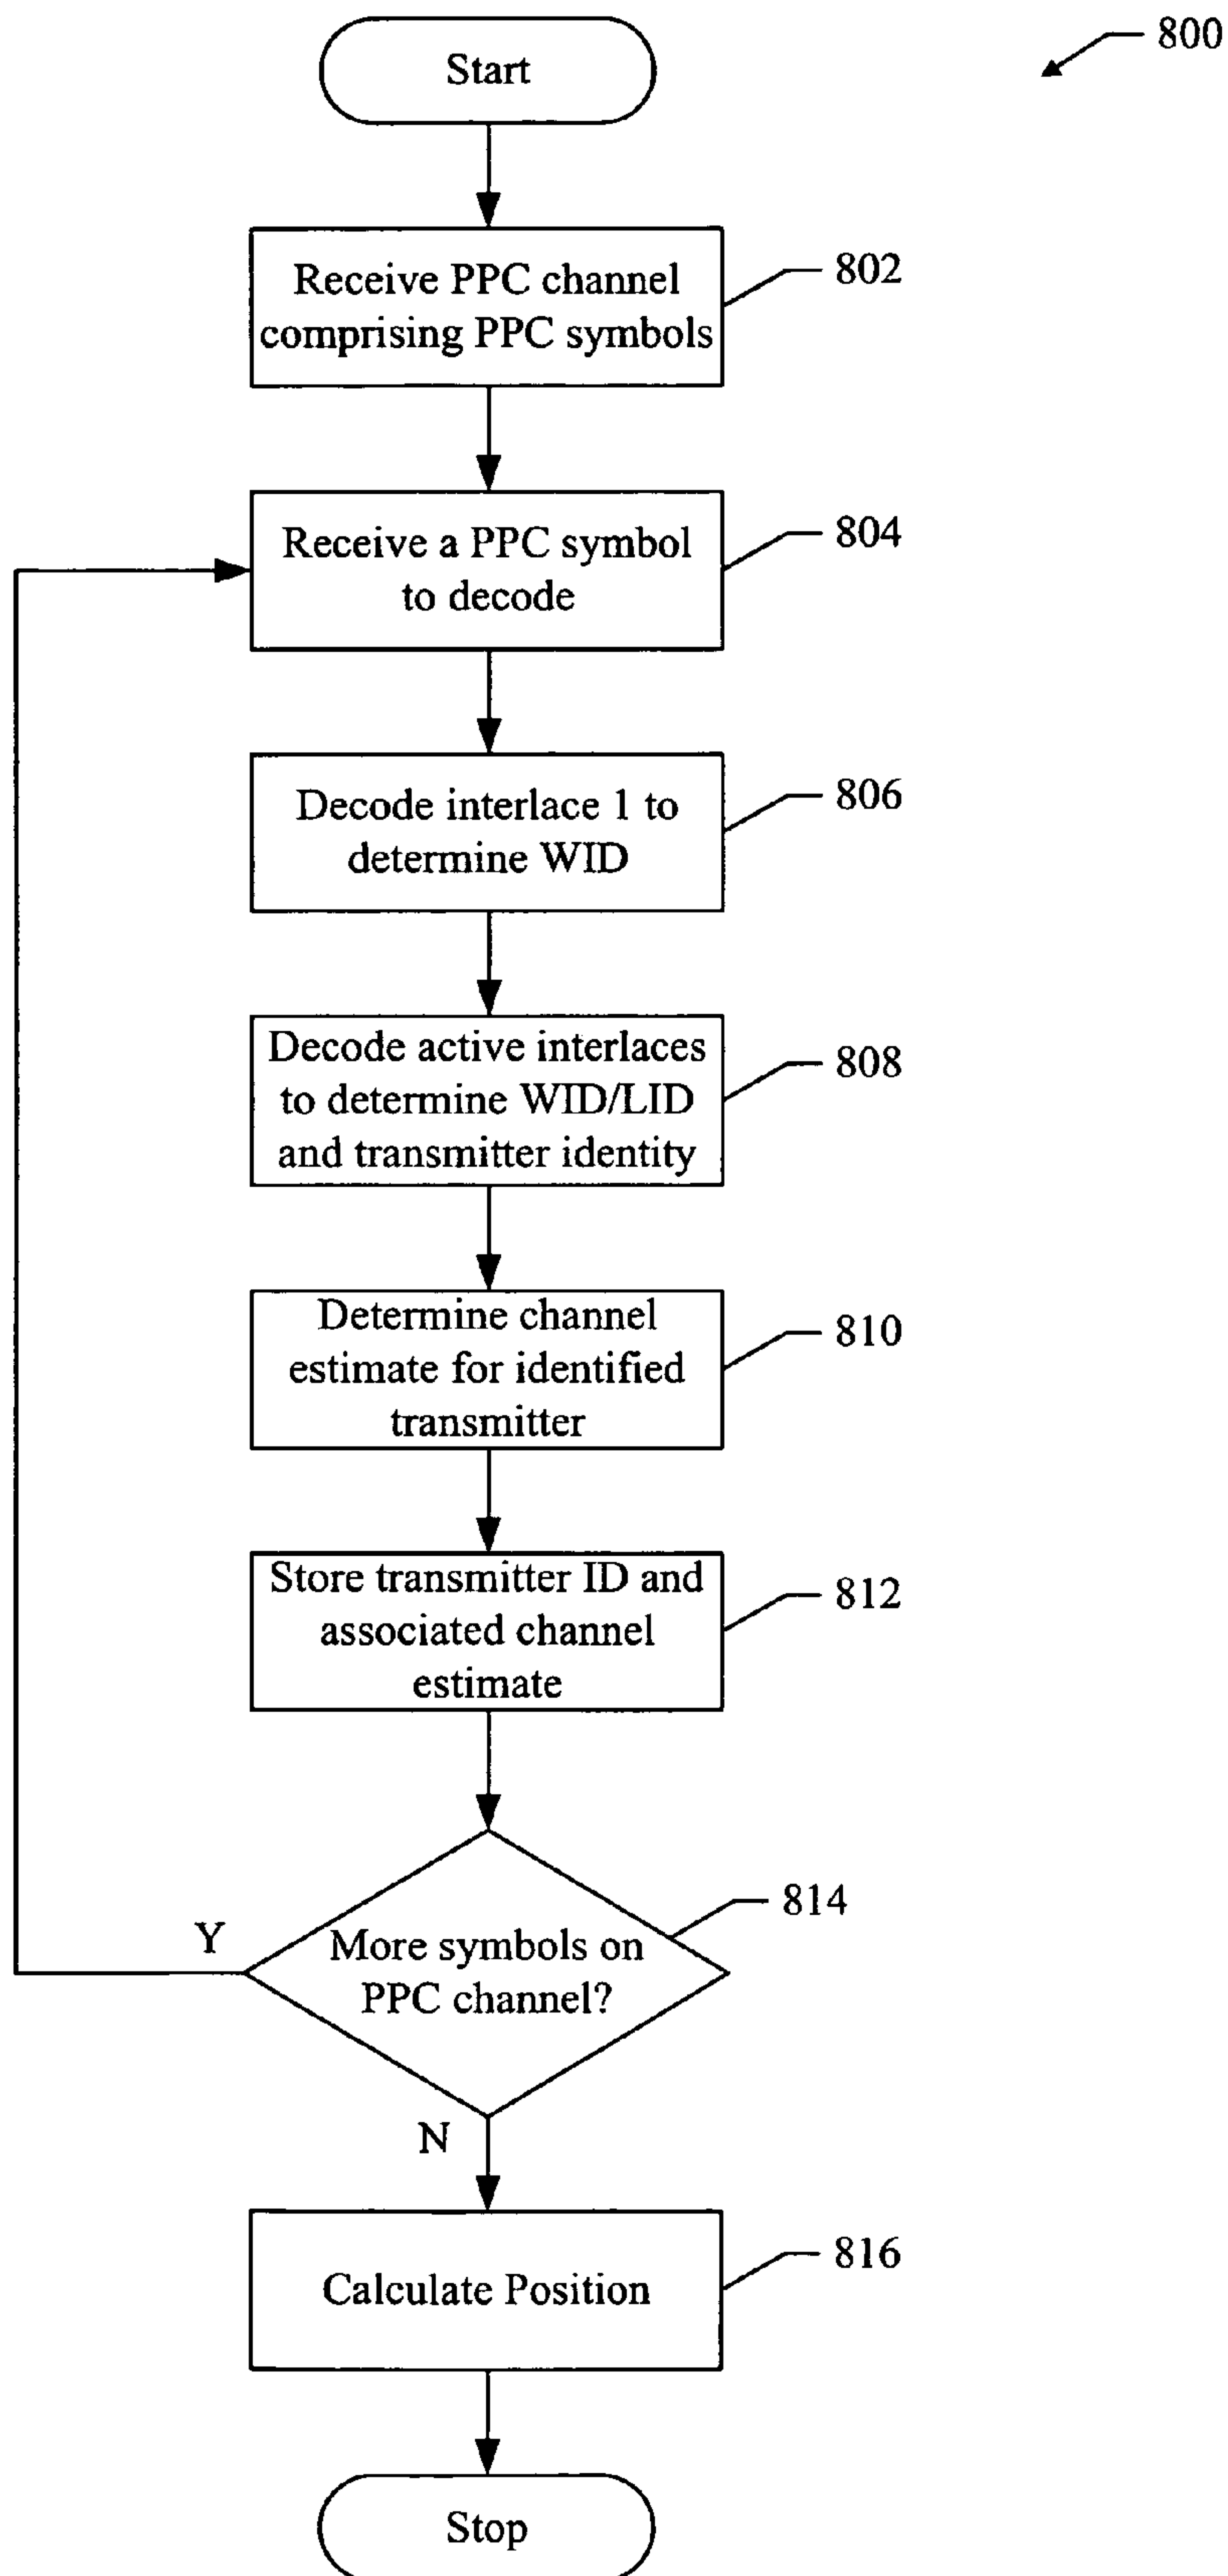 800
Start
Receive PPC channel
comprising PPC symbols
802
Receive a PPC symbol
to decode
804
Decode interlace 1 to
determine WID
806
Decode active interlaces
to determine WID/LID
and transmitter identity
808
Determine channel
estimate for identified
transmitter
810
Store transmitter ID and
associated channel
estimate
812
More symbols on
PPC channel?
814
Y
N
Calculate Position
816
Stop